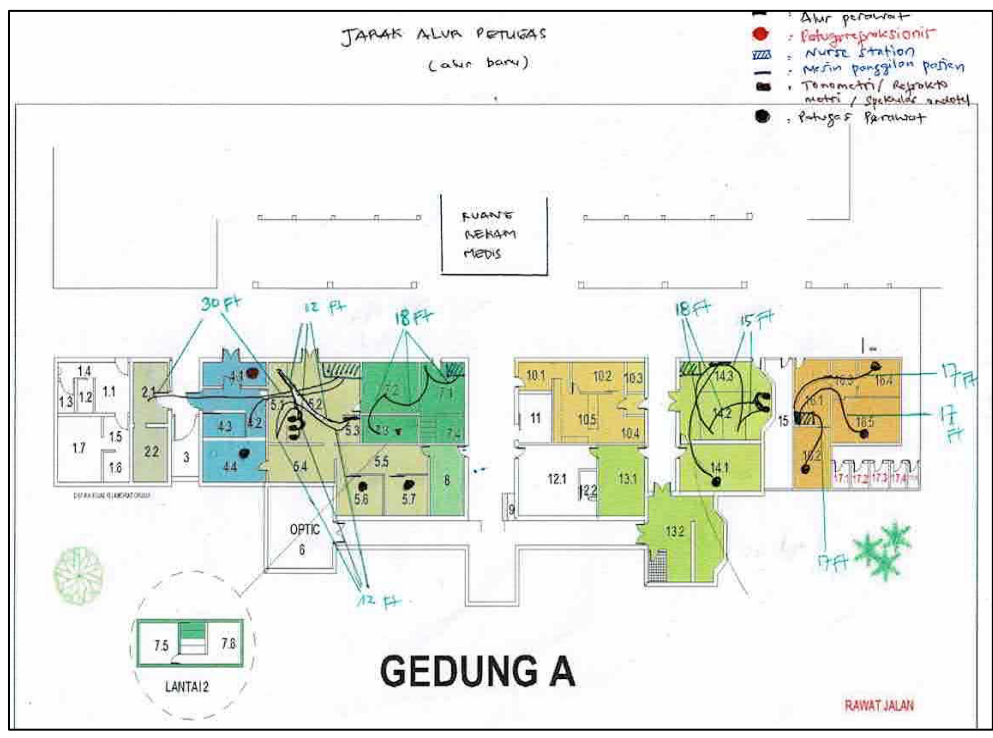 JARAK ALUR PETUGAS
(alur baru)
: Alur perawat
: Petugas refraksionis
: Nurse Station
: Mesin panggilan pasien
: Tonometri/ Refrakto
metri / Spekular endotel
: Petugas Perawat
RUANG
REKAM
MEDIS
30 Ft
12 Ft
18 Ft
18 Ft
15 Ft
1.4
1.3
1.2
1.1
1.5
1.7
1.6
2.1
2.2
3
4.1
4.3
4.2
4.4
5.1
5.2
5.3
5.4
5.5
5.6
5.7
7.2
7.1
7.3
7.4
8
OPTIC
6
9
10.1
10.2
10.3
10.5
10.4
11
12.1
12.2
13.1
13.2
14.3
14.2
14.1
15
16.1
16.3
16.4
16.5
16.2
17.1
17.2
17.3
17.4
17 Ft
17 Ft
17 Ft
12 Ft
7.5
7.6
LANTAI 2
GEDUNG A
RAWAT JALAN